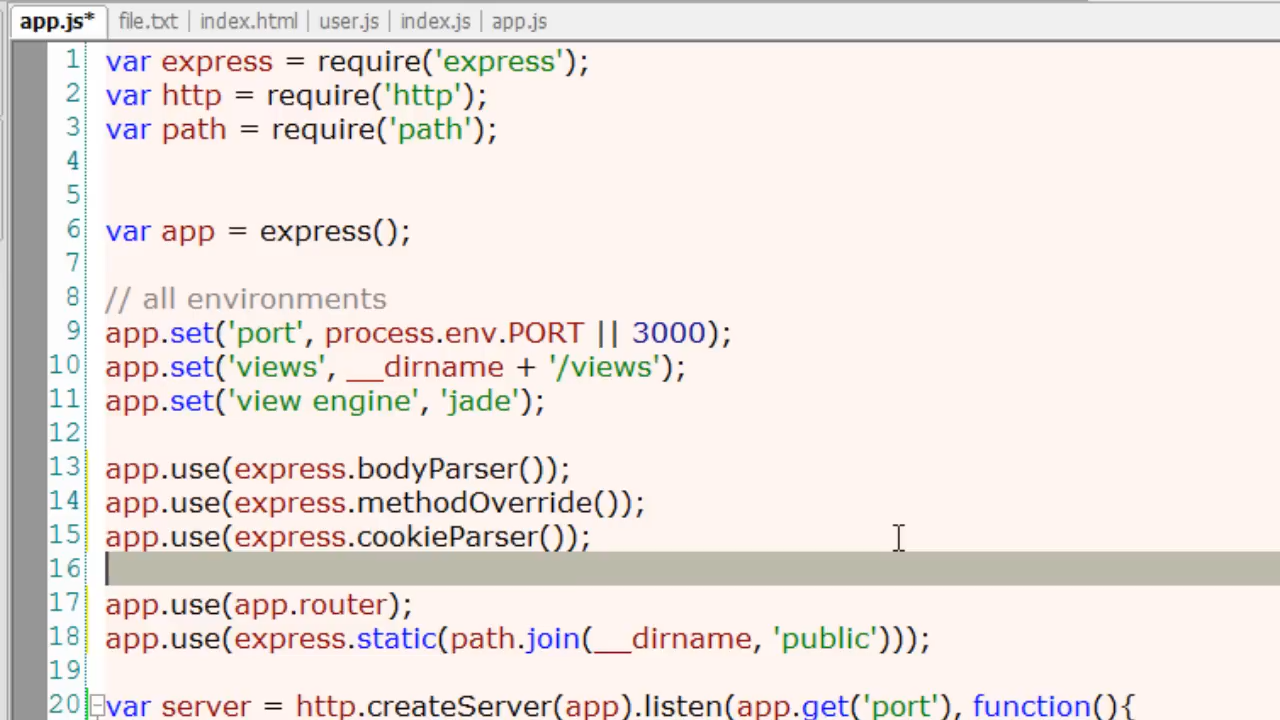 app.js* file.txt | index.html | user.js | index.js | app.js
1 var express = require('express');
2 var http = require('http');
3 var path = require('path');
4
5
6 var app = express();
7
8 // all environments
9 app.set('port', process.env.PORT || 3000);
10 app.set('views', __dirname + '/views');
11 app.set('view engine', 'jade');
12
13 app.use(express.bodyParser());
14 app.use(express.methodOverride());
15 app.use(express.cookieParser());
16
17 app.use(app.router);
18 app.use(express.static(path.join(__dirname, 'public')));
19
20 var server = http.createServer(app).listen(app.get('port'), function(){